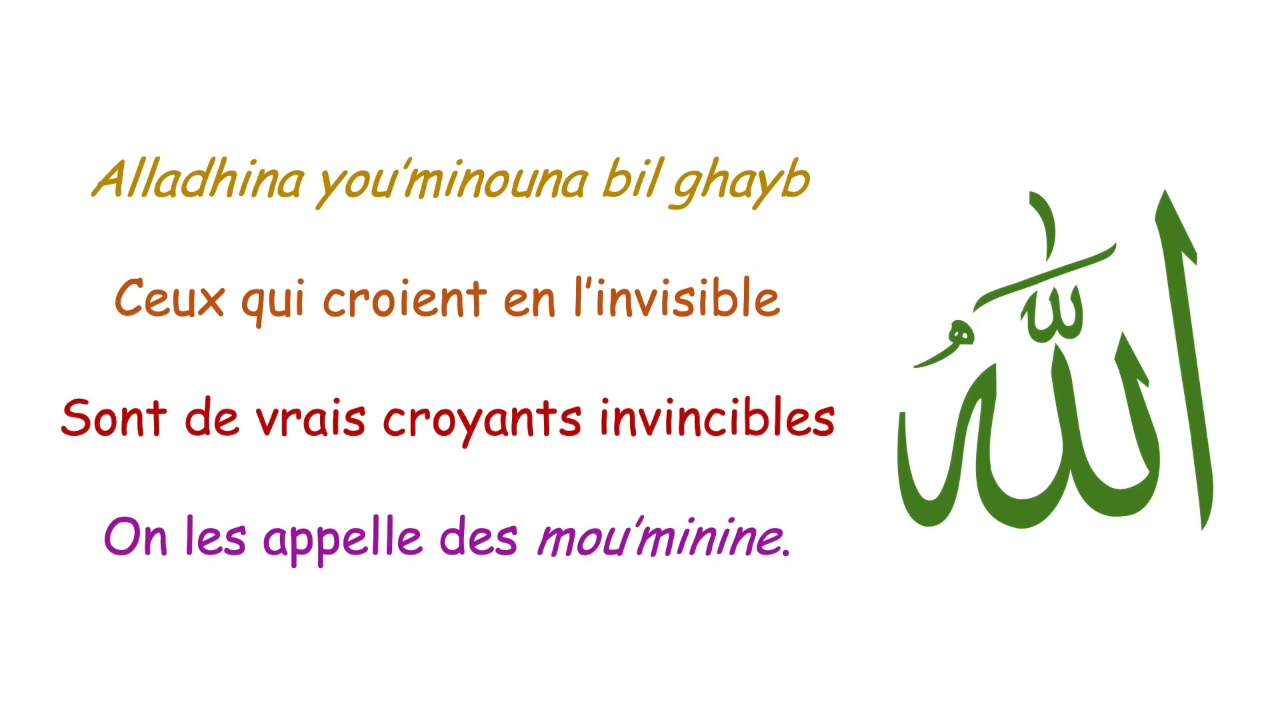 Alladhina you’minouna bil ghayb
Ceux qui croient en l’invisible
Sont de vrais croyants invincibles
On les appelle des mou’minine.
الله